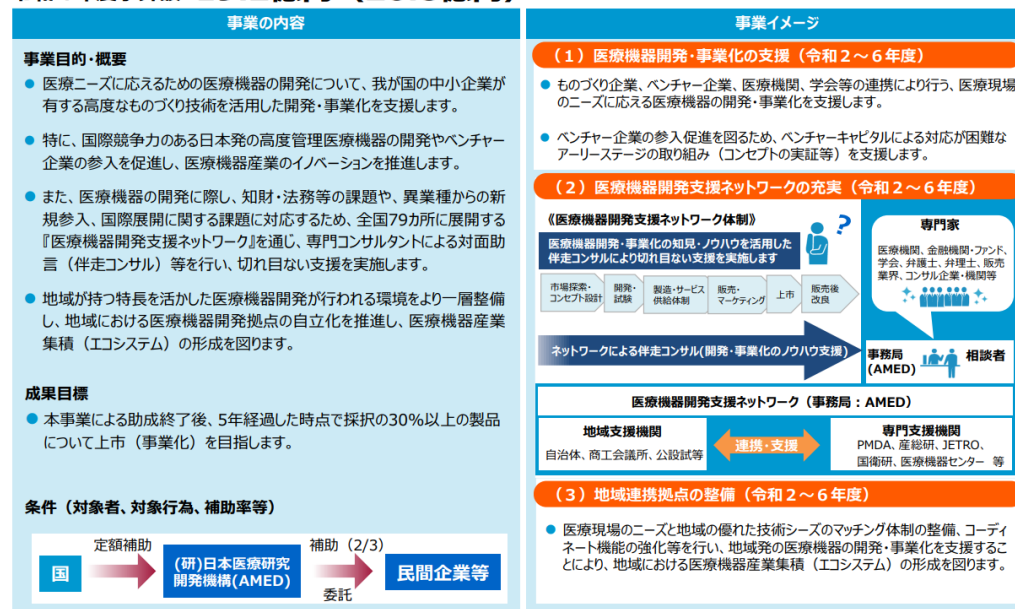 事業の内容
事業目的・概要
● 医療ニーズに応えるための医療機器の開発について、我が国の中小企業が
有する高度なものづくり技術を活用した開発・事業化を支援します。
● 特に、国際競争力のある日本発の高度管理医療機器の開発やベンチャー
企業の参入を促進し、医療機器産業のイノベーションを推進します。
● また、医療機器の開発に際し、知財・法務等の課題や、異業種からの新
規参入、国際展開に関する課題に対応するため、全国79カ所に展開する
『医療機器開発支援ネットワーク』を通じ、専門コンサルタントによる対面助
言（伴走コンサル）等を行い、切れ目ない支援を実施します。
● 地域が持つ特長を活かした医療機器開発が行われる環境をより一層整備
し、地域における医療機器開発拠点の自立化を推進し、医療機器産業
集積（エコシステム）の形成を図ります。
成果目標
● 本事業による助成終了後、5年経過した時点で採択の30%以上の製品
について上市（事業化）を目指します。
条件（対象者、対象行為、補助率等）
国
定額補助
(研)日本医療研究
開発機構(AMED)
補助（2/3）
委託
民間企業等
事業イメージ
（１）医療機器開発・事業化の支援（令和２～６年度）
● ものづくり企業、ベンチャー企業、医療機関、学会等の連携により行う、医療現場
のニーズに応える医療機器の開発・事業化を支援します。
● ベンチャー企業の参入促進を図るため、ベンチャーキャピタルによる対応が困難な
アーリーステージの取り組み（コンセプトの実証等）を支援します。
（２）医療機器開発支援ネットワークの充実（令和２～６年度）
《医療機器開発支援ネットワーク体制》
医療機器開発・事業化の知見・ノウハウを活用した
伴走コンサルにより切れ目ない支援を実施します
?
市場探索・
コンセプト設計
開発・
試験
製造・サービス
供給体制
販売・
マーケティング
上市
販売後
改良
ネットワークによる伴走コンサル(開発・事業化のノウハウ支援)
専門家
医療機関、金融機関・ファンド、
学会、弁護士、弁理士、販売
業界、コンサル企業・機関等
事務局
(AMED)
相談者
医療機器開発支援ネットワーク（事務局：AMED）
地域支援機関
自治体、商工会議所、公設試等
連携・支援
専門支援機関
PMDA、産総研、JETRO、
国衛研、医療機器センター 等
（３）地域連携拠点の整備（令和２～６年度）
● 医療現場のニーズと地域の優れた技術シーズのマッチング体制の整備、コーディ
ネート機能の強化等を行い、地域発の医療機器の開発・事業化を支援するこ
とにより、地域における医療機器産業集積（エコシステム）の形成を図ります。